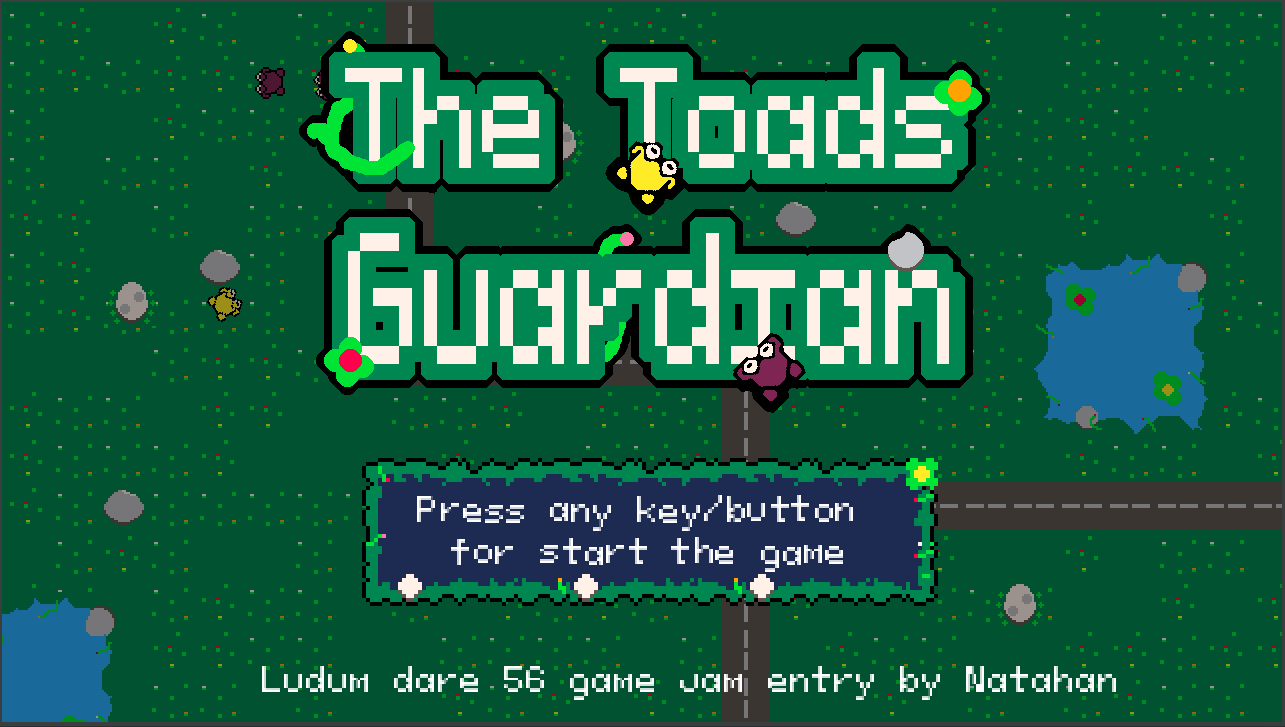 The Toads
Guardian
Press any key/button
for start the game
Ludum dare 56 game jam entry by Natahan